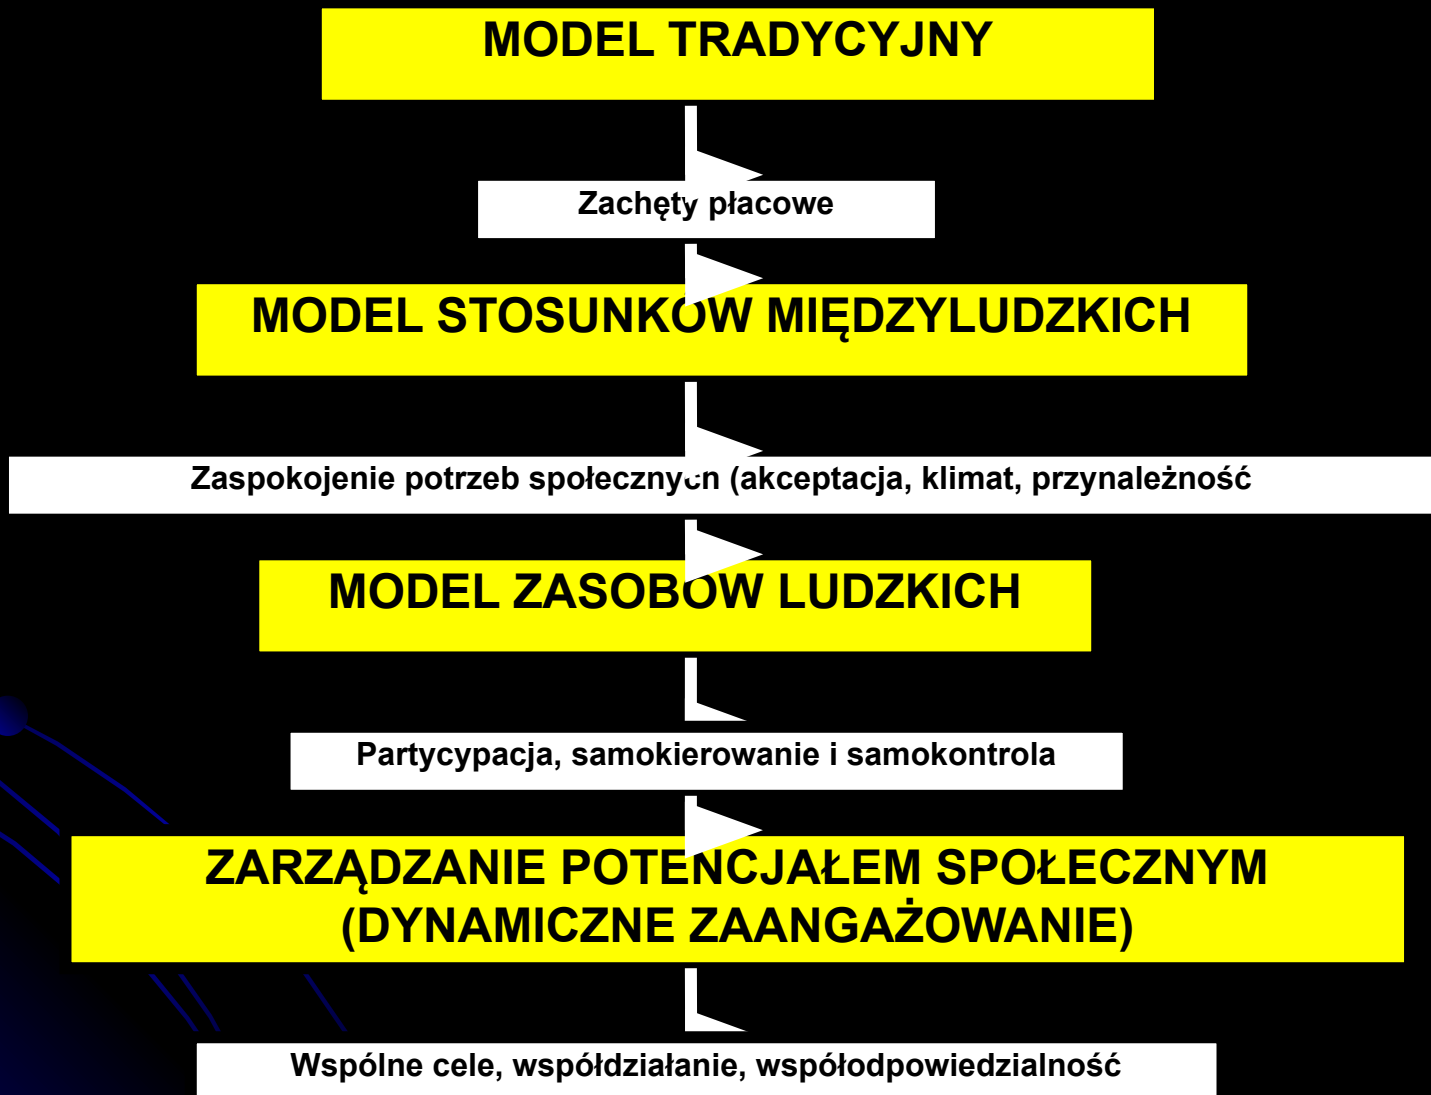 MODEL TRADYCYJNY
Zachęty płacowe
MODEL STOSUNKÓW MIĘDZYLUDZKICH
Zaspokojenie potrzeb społecznych (akceptacja, klimat, przynależność
MODEL ZASOBÓW LUDZKICH
Partycypacja, samokierowanie i samokontrola
ZARZĄDZANIE POTENCJAŁEM SPOŁECZNYM
(DYNAMICZNE ZAANGAŻOWANIE)
Wspólne cele, współdziałanie, współodpowiedzialność